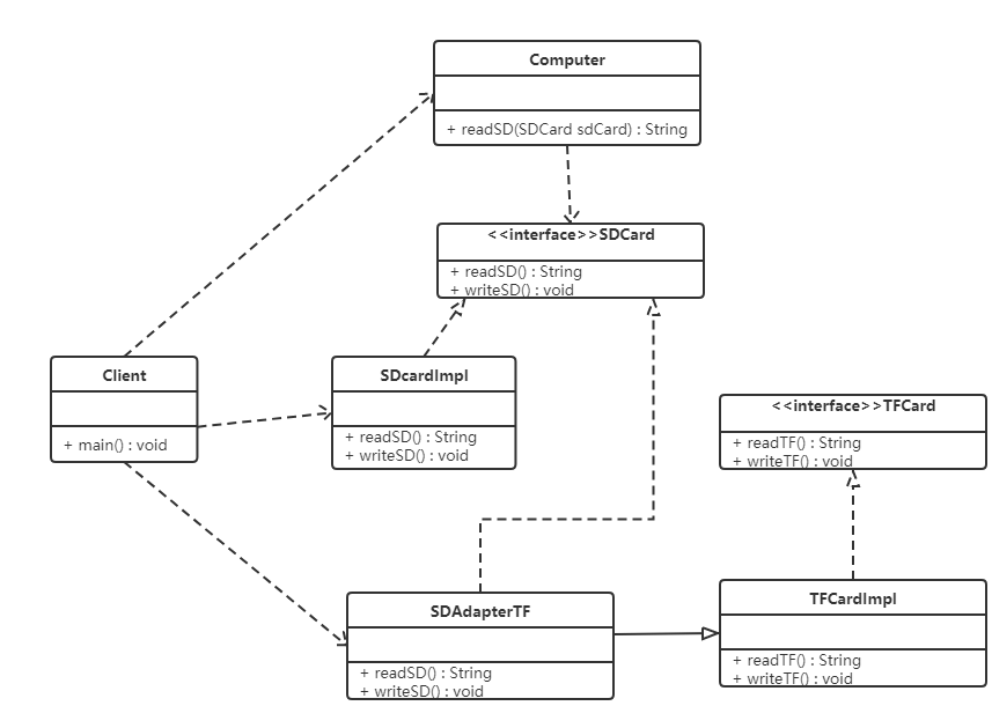 Computer
+ readSD(SDCard sdCard) : String
<<interface>>SDCard
+ readSD() : String
+ writeSD() : void
Client
+ main() : void
SDcardImpl
+ readSD() : String
+ writeSD() : void
<<interface>>TFCard
+ readTF() : String
+ writeTF() : void
SDAdapterTF
+ readSD() : String
+ writeSD() : void
TFCardImpl
+ readTF() : String
+ writeTF() : void